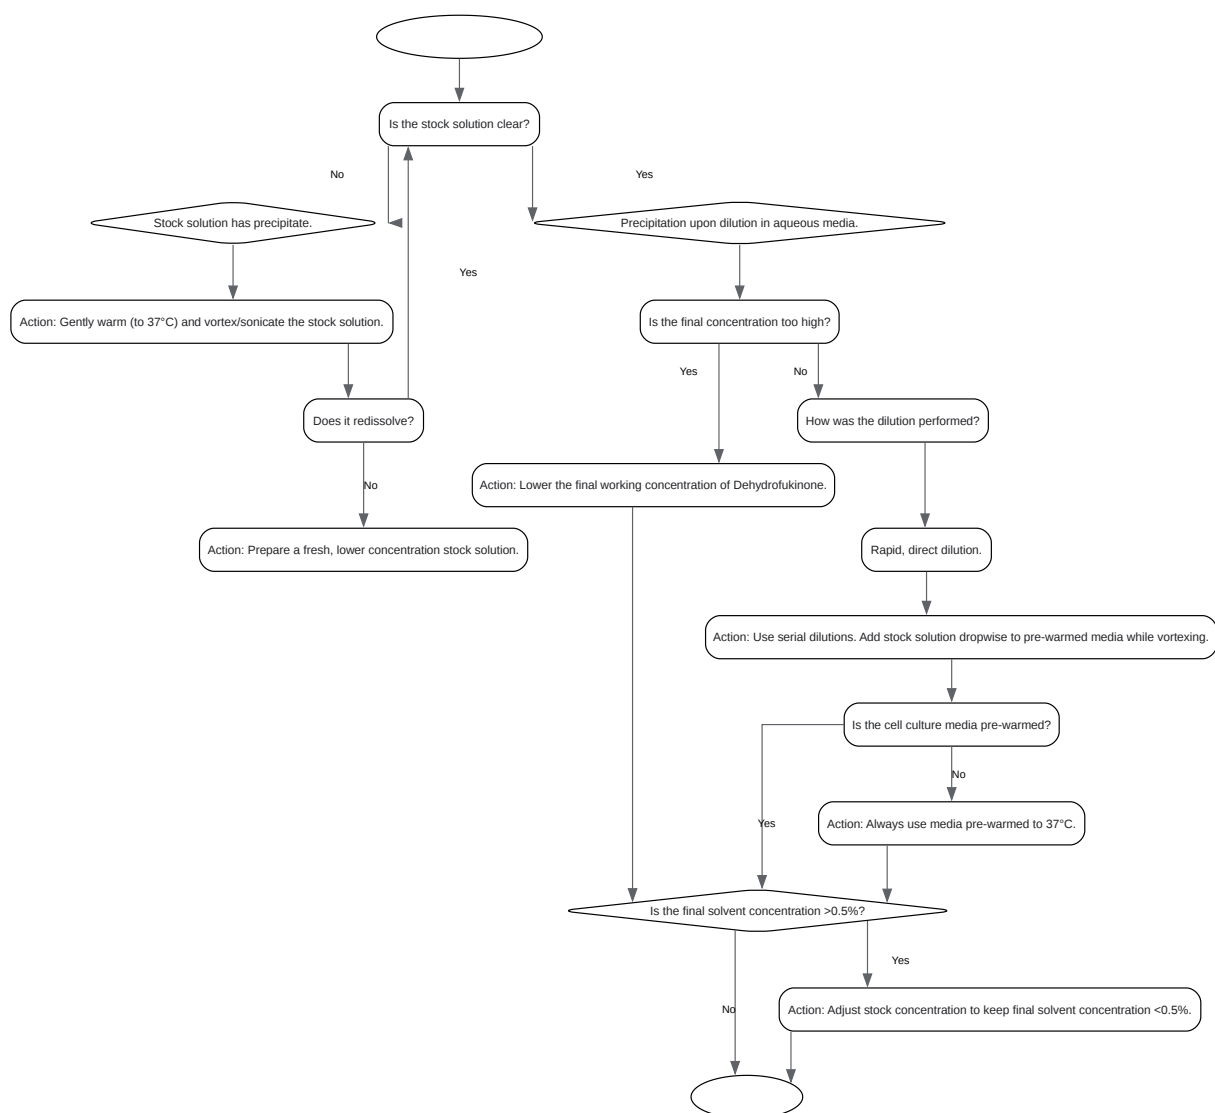 Is the stock solution clear?
No
Yes
Stock solution has precipitate.
Precipitation upon dilution in aqueous media.
Yes
Action: Gently warm (to 37°C) and vortex/sonicate the stock solution.
Is the final concentration too high?
Yes
No
Does it redissolve?
How was the dilution performed?
No
Action: Lower the final working concentration of Dehydrofukinone.
Action: Prepare a fresh, lower concentration stock solution.
Rapid, direct dilution.
Action: Use serial dilutions. Add stock solution dropwise to pre-warmed media while vortexing.
Is the cell culture media pre-warmed?
No
Yes
Action: Always use media pre-warmed to 37°C.
Is the final solvent concentration >0.5%?
Yes
No
Action: Adjust stock concentration to keep final solvent concentration <0.5%.